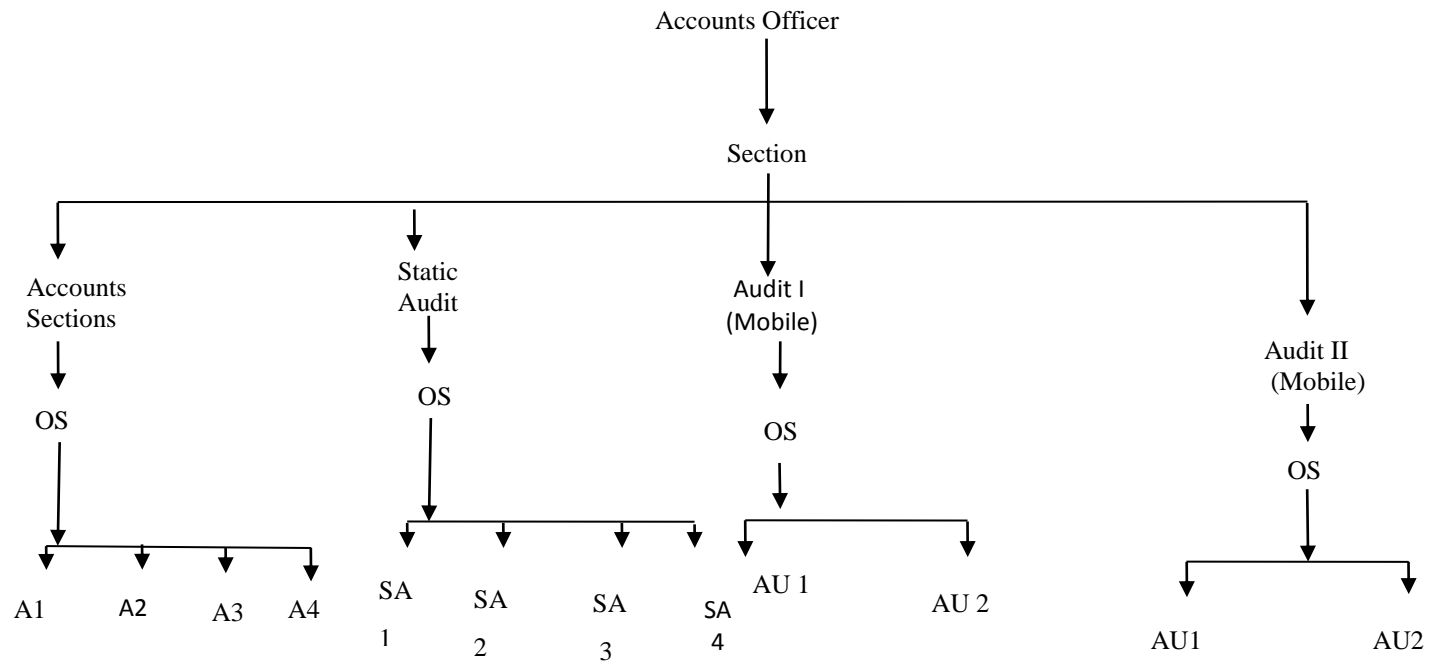 Accounts Officer
Section
Accounts
Sections
OS
A1
A2
A3
A4
Static
Audit
OS
SA
1
SA
2
SA
3
SA
4
Audit I
(Mobile)
OS
AU 1
AU 2
Audit II
(Mobile)
OS
AU1
AU2